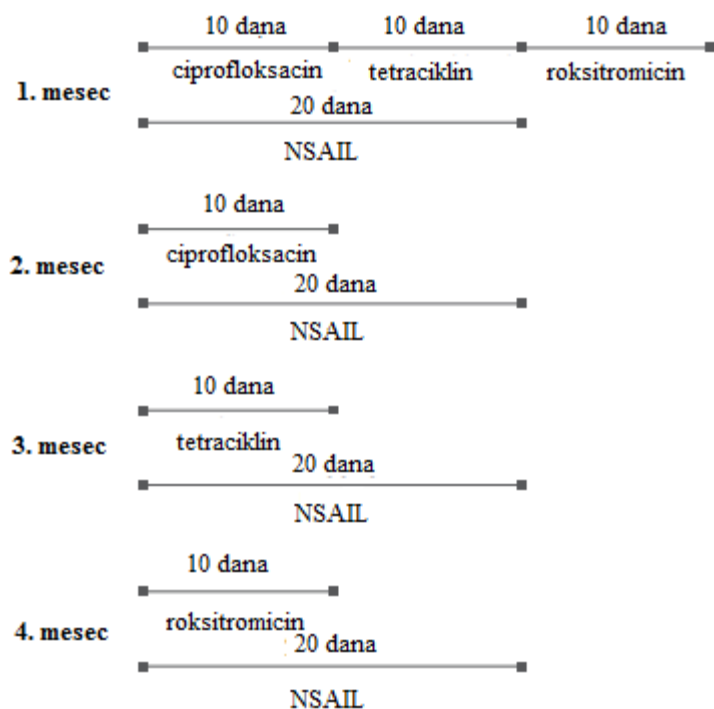 10 dana 10 dana 10 dana
ciprofloksacin tetraciklin roksitromicin
1. mesec
20 dana
NSAIL
10 dana
ciprofloksacin
2. mesec
20 dana
NSAIL
10 dana
3. mesec
tetraciklin
20 dana
NSAIL
10 dana
roksitromicin
4. mesec
20 dana
NSAIL